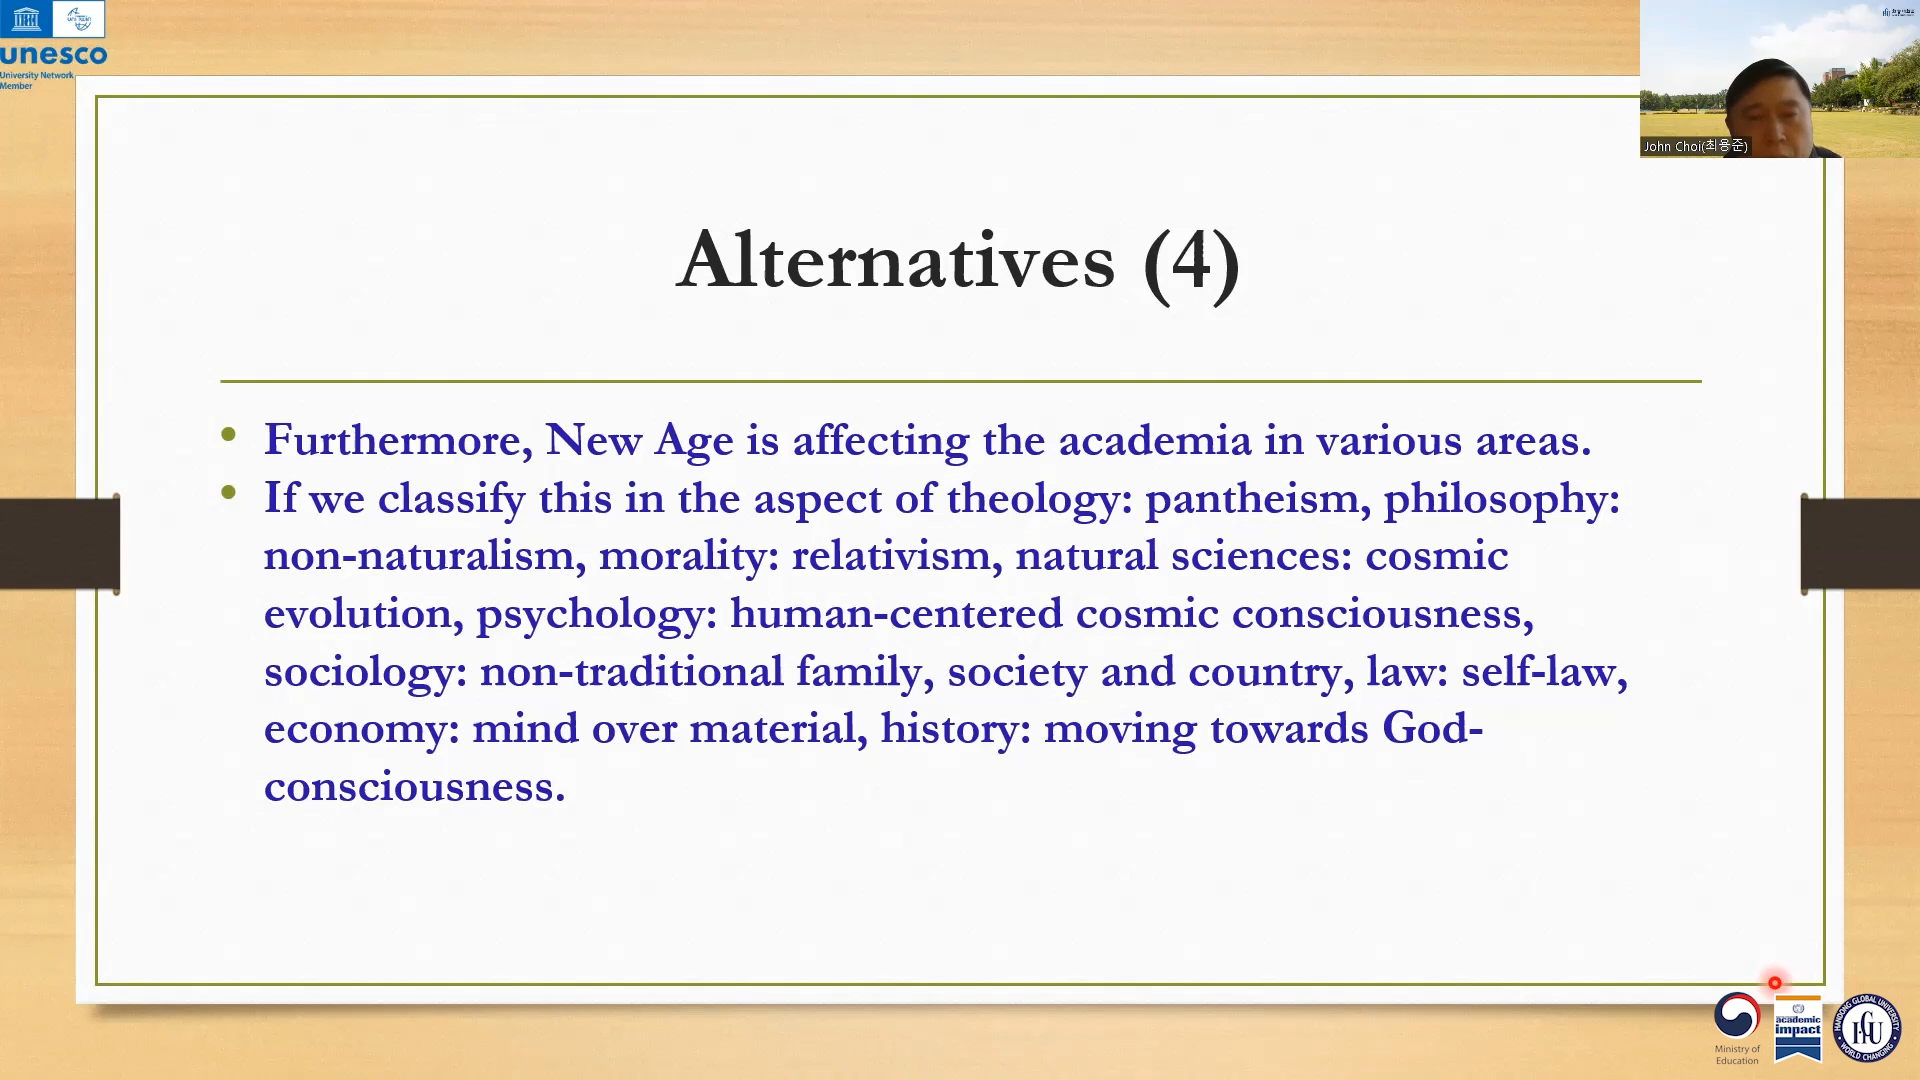 unesco
University Network
Member
John Choi(최용준)
Alternatives (4)
• Furthermore, New Age is affecting the academia in various areas.
• If we classify this in the aspect of theology: pantheism, philosophy:
non-naturalism, morality: relativism, natural sciences: cosmic
evolution, psychology: human-centered cosmic consciousness,
sociology: non-traditional family, society and country, law: self-law,
economy: mind over material, history: moving towards God-
consciousness.
Ministry of
Education
academic
impact
HANDONG GLOBAL UNIVERSITY
HGU
WORLD CHANGING